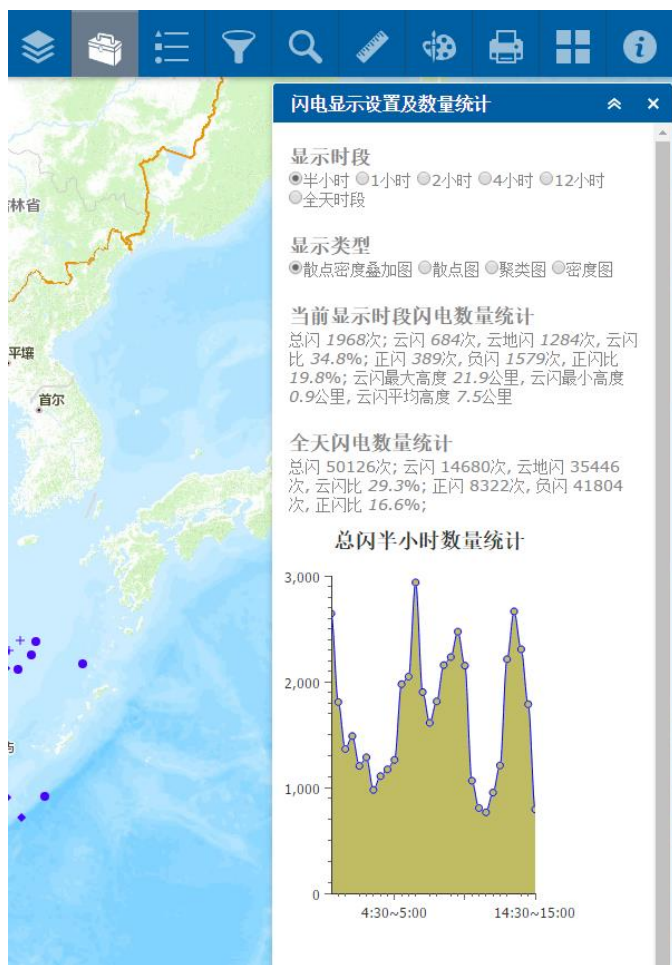 闪电显示设置及数量统计
显示时段
半小时 1小时 2小时 4小时 12小时
全天时段
林省
显示类型
散点密度叠加图 散点图 聚类图 密度图
当前显示时段闪电数量统计
总闪 1968次; 云闪 684次, 云地闪 1284次, 云闪
比 34.8%; 正闪 389次, 负闪 1579次, 正闪比
19.8%; 云闪最大高度 21.9公里, 云闪最小高度
0.9公里, 云闪平均高度 7.5公里
平壤
首尔
全天闪电数量统计
总闪 50126次; 云闪 14680次, 云地闪 35446
次, 云闪比 29.3%; 正闪 8322次, 负闪 41804
次, 正闪比 16.6%;
总闪半小时数量统计
3,000
2,000
1,000
0
4:30~5:00 14:30~15:00